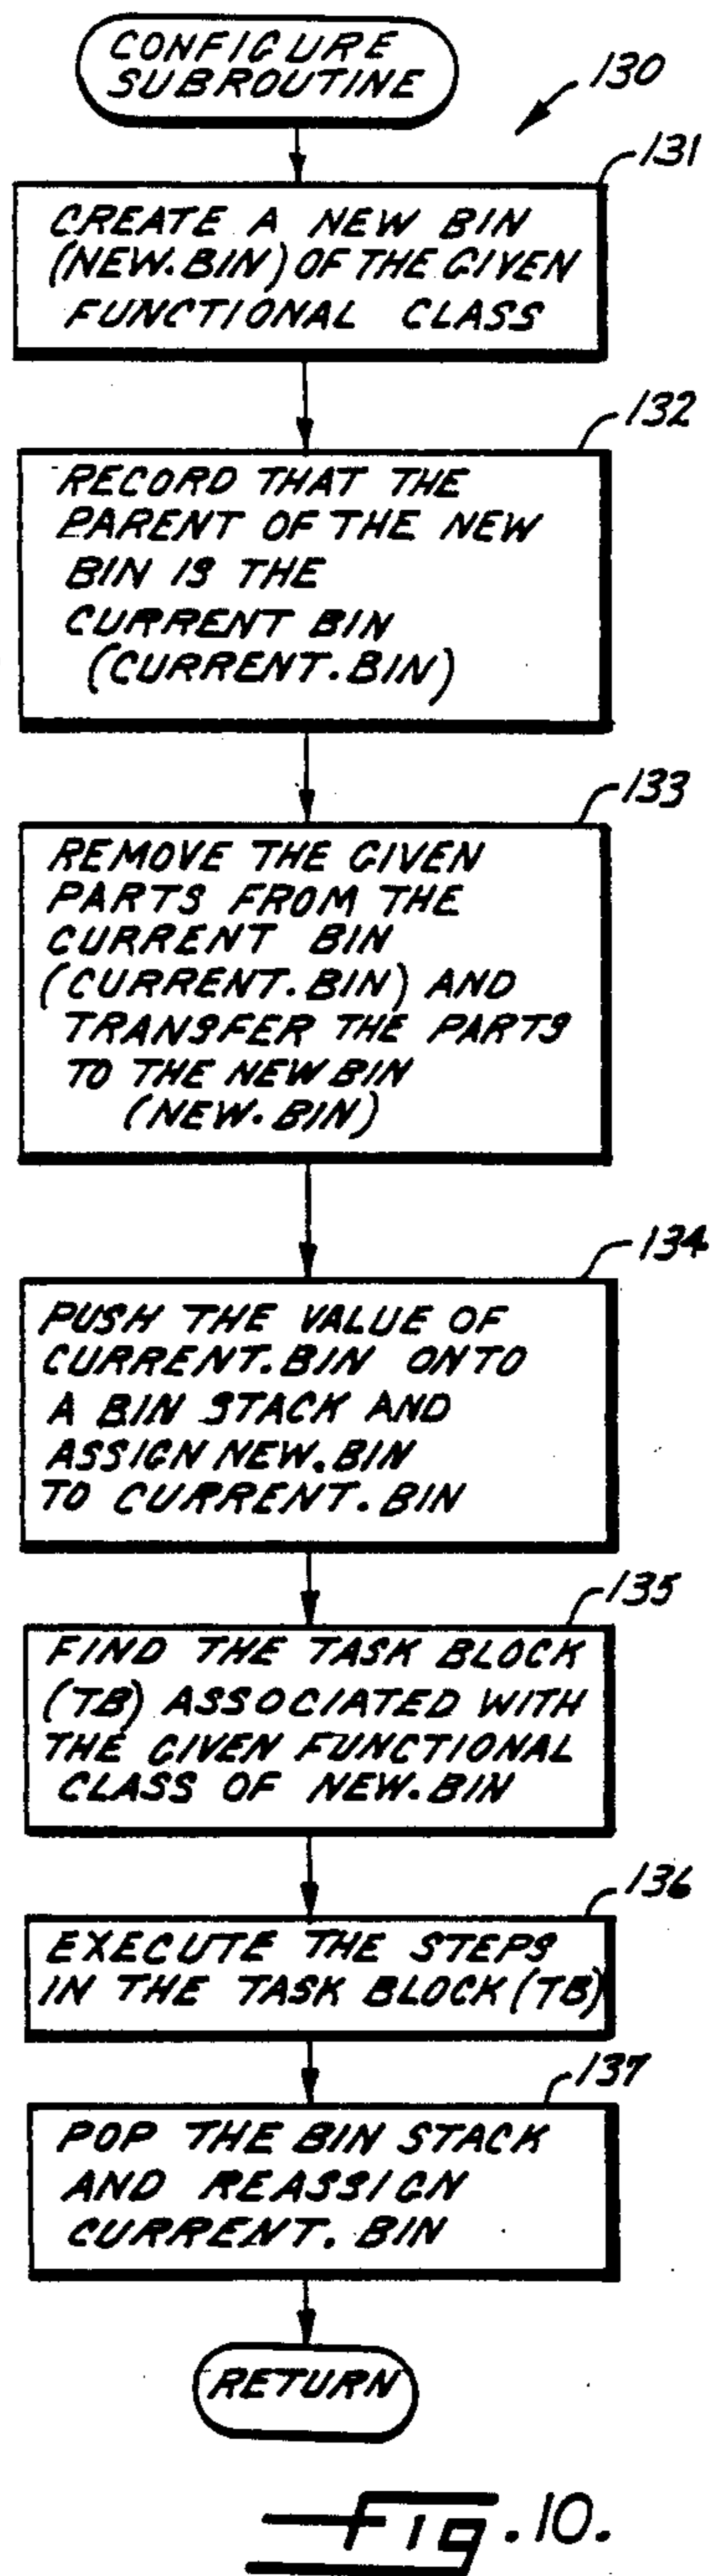 CONFIGURE
SUBROUTINE
130
131
CREATE A NEW BIN
(NEW.BIN) OF THE GIVEN
FUNCTIONAL CLASS
132
RECORD THAT THE
PARENT OF THE NEW
BIN IS THE
CURRENT BIN
(CURRENT.BIN)
133
REMOVE THE GIVEN
PARTS FROM THE
CURRENT BIN
(CURRENT.BIN) AND
TRANSFER THE PARTS
TO THE NEW BIN
(NEW.BIN)
134
PUSH THE VALUE OF
CURRENT.BIN ONTO
A BIN STACK AND
ASSIGN NEW.BIN
TO CURRENT.BIN
135
FIND THE TASK BLOCK
(TB) ASSOCIATED WITH
THE GIVEN FUNCTIONAL
CLASS OF NEW.BIN
136
EXECUTE THE STEPS
IN THE TASK BLOCK (TB)
137
POP THE BIN STACK
AND REASSIGN
CURRENT.BIN
RETURN
Fig. 10.